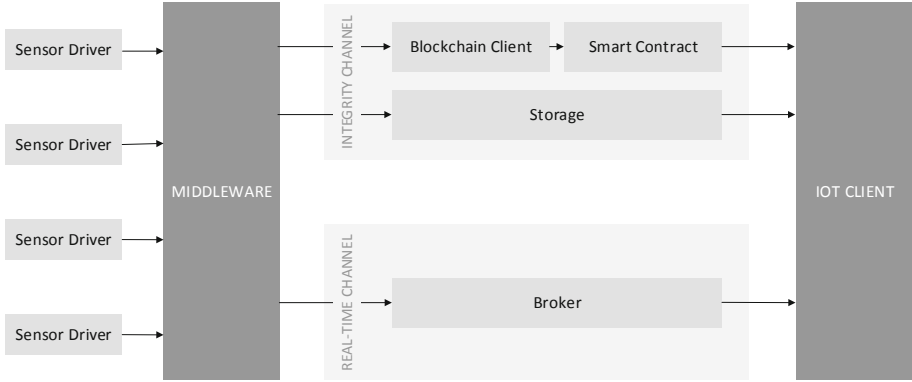 Sensor Driver
Sensor Driver
Sensor Driver
Sensor Driver
MIDDLEWARE
INTEGRITY CHANNEL
Blockchain Client
Smart Contract
Storage
REAL-TIME CHANNEL
Broker
IOT CLIENT